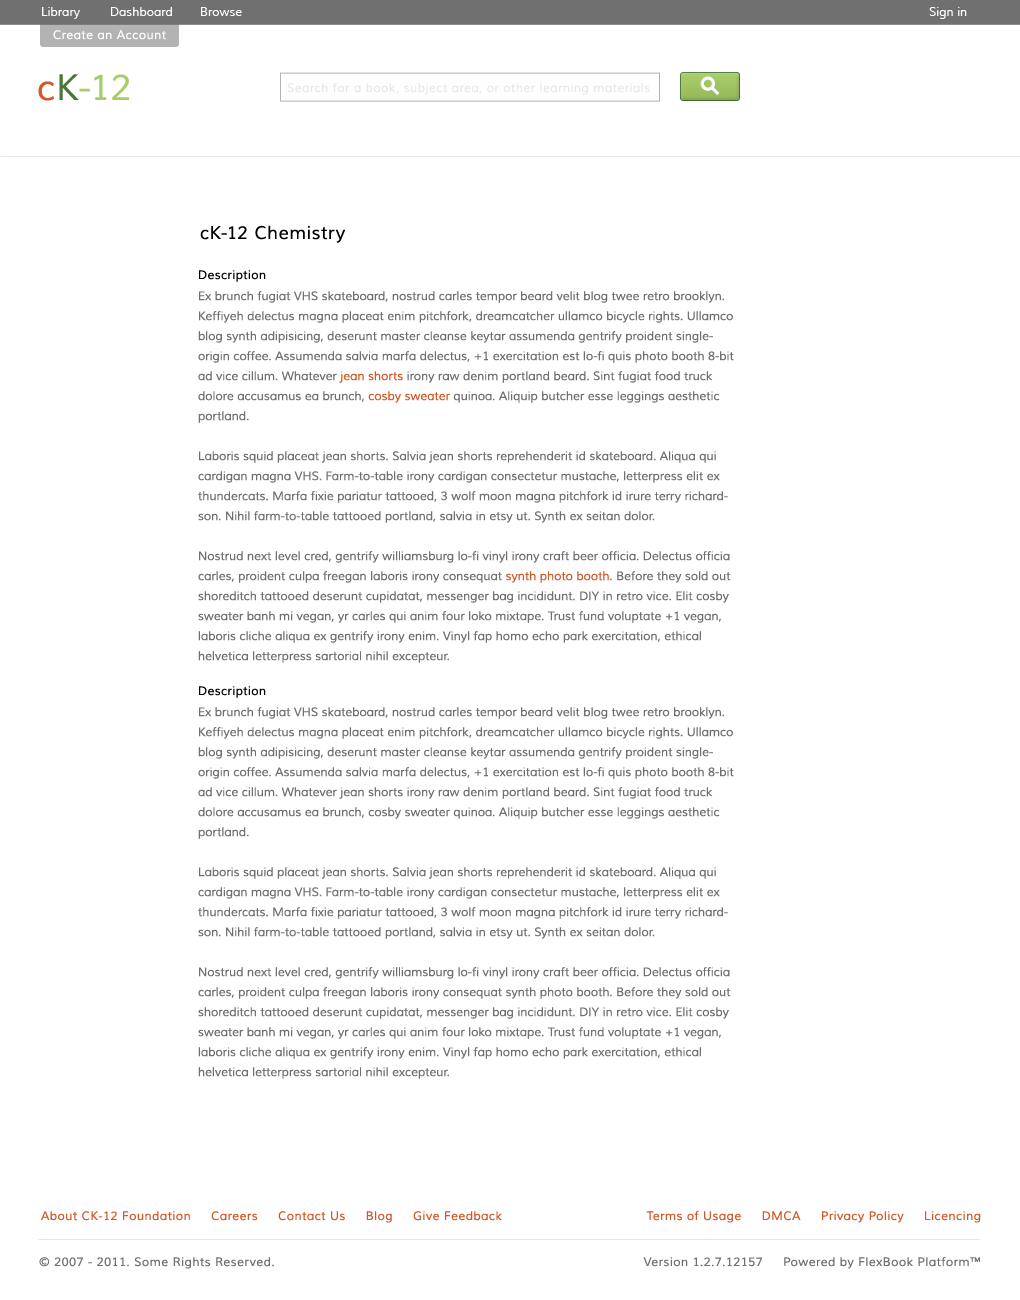 Library Dashboard Browse Sign in
Create an Account
cK-12
Search for a book, subject area, or other learning materials
cK-12 Chemistry
Description
Ex brunch fugiat VHS skateboard, nostrud carles tempor beard velit blog twee retro brooklyn.
Keffiyeh delectus magna placeat enim pitchfork, dreamcatcher ullamco bicycle rights. Ullamco
blog synth adipisicing, deserunt master cleanse keytar assumenda gentrify proident single-
origin coffee. Assumenda salvia marfa delectus, +1 exercitation est lo-fi quis photo booth 8-bit
ad vice cillum. Whatever jean shorts irony raw denim portland beard. Sint fugiat food truck
dolore accusamus ea brunch, cosby sweater quinoa. Aliquip butcher esse leggings aesthetic
portland.
Laboris squid placeat jean shorts. Salvia jean shorts reprehenderit id skateboard. Aliqua qui
cardigan magna VHS. Farm-to-table irony cardigan consectetur mustache, letterpress elit ex
thundercats. Marfa fixie pariatur tattooed, 3 wolf moon magna pitchfork id irure terry richard-
son. Nihil farm-to-table tattooed portland, salvia in etsy ut. Synth ex seitan dolor.
Nostrud next level cred, gentrify williamsburg lo-fi vinyl irony craft beer officia. Delectus officia
carles, proident culpa freegan laboris irony consequat synth photo booth. Before they sold out
shoreditch tattooed deserunt cupidatat, messenger bag incididunt. DIY in retro vice. Elit cosby
sweater banh mi vegan, yr carles qui anim four loko mixtape. Trust fund voluptate +1 vegan,
laboris cliche aliqua ex gentrify irony enim. Vinyl fap homo echo park exercitation, ethical
helvetica letterpress sartorial nihil excepteur.
Description
Ex brunch fugiat VHS skateboard, nostrud carles tempor beard velit blog twee retro brooklyn.
Keffiyeh delectus magna placeat enim pitchfork, dreamcatcher ullamco bicycle rights. Ullamco
blog synth adipisicing, deserunt master cleanse keytar assumenda gentrify proident single-
origin coffee. Assumenda salvia marfa delectus, +1 exercitation est lo-fi quis photo booth 8-bit
ad vice cillum. Whatever jean shorts irony raw denim portland beard. Sint fugiat food truck
dolore accusamus ea brunch, cosby sweater quinoa. Aliquip butcher esse leggings aesthetic
portland.
Laboris squid placeat jean shorts. Salvia jean shorts reprehenderit id skateboard. Aliqua qui
cardigan magna VHS. Farm-to-table irony cardigan consectetur mustache, letterpress elit ex
thundercats. Marfa fixie pariatur tattooed, 3 wolf moon magna pitchfork id irure terry richard-
son. Nihil farm-to-table tattooed portland, salvia in etsy ut. Synth ex seitan dolor.
Nostrud next level cred, gentrify williamsburg lo-fi vinyl irony craft beer officia. Delectus officia
carles, proident culpa freegan laboris irony consequat synth photo booth. Before they sold out
shoreditch tattooed deserunt cupidatat, messenger bag incididunt. DIY in retro vice. Elit cosby
sweater banh mi vegan, yr carles qui anim four loko mixtape. Trust fund voluptate +1 vegan,
laboris cliche aliqua ex gentrify irony enim. Vinyl fap homo echo park exercitation, ethical
helvetica letterpress sartorial nihil excepteur.
About CK-12 Foundation Careers Contact Us Blog Give Feedback Terms of Usage DMCA Privacy Policy Licencing
© 2007 - 2011. Some Rights Reserved. Version 1.2.7.12157 Powered by FlexBook Platform™